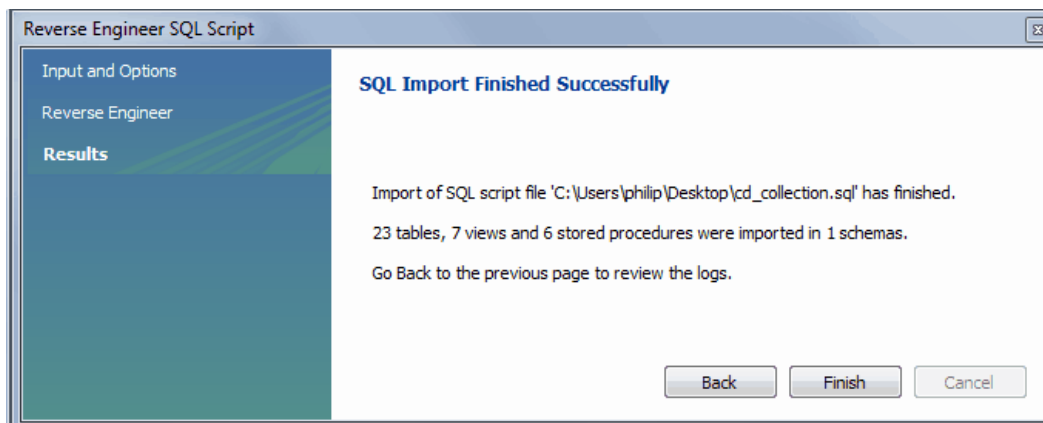 Reverse Engineer SQL Script
Input and Options
Reverse Engineer
Results
SQL Import Finished Successfully
Import of SQL script file 'C:\Users\philip\Desktop\cd_collection.sql' has finished.
23 tables, 7 views and 6 stored procedures were imported in 1 schemas.
Go Back to the previous page to review the logs.
Back Finish Cancel